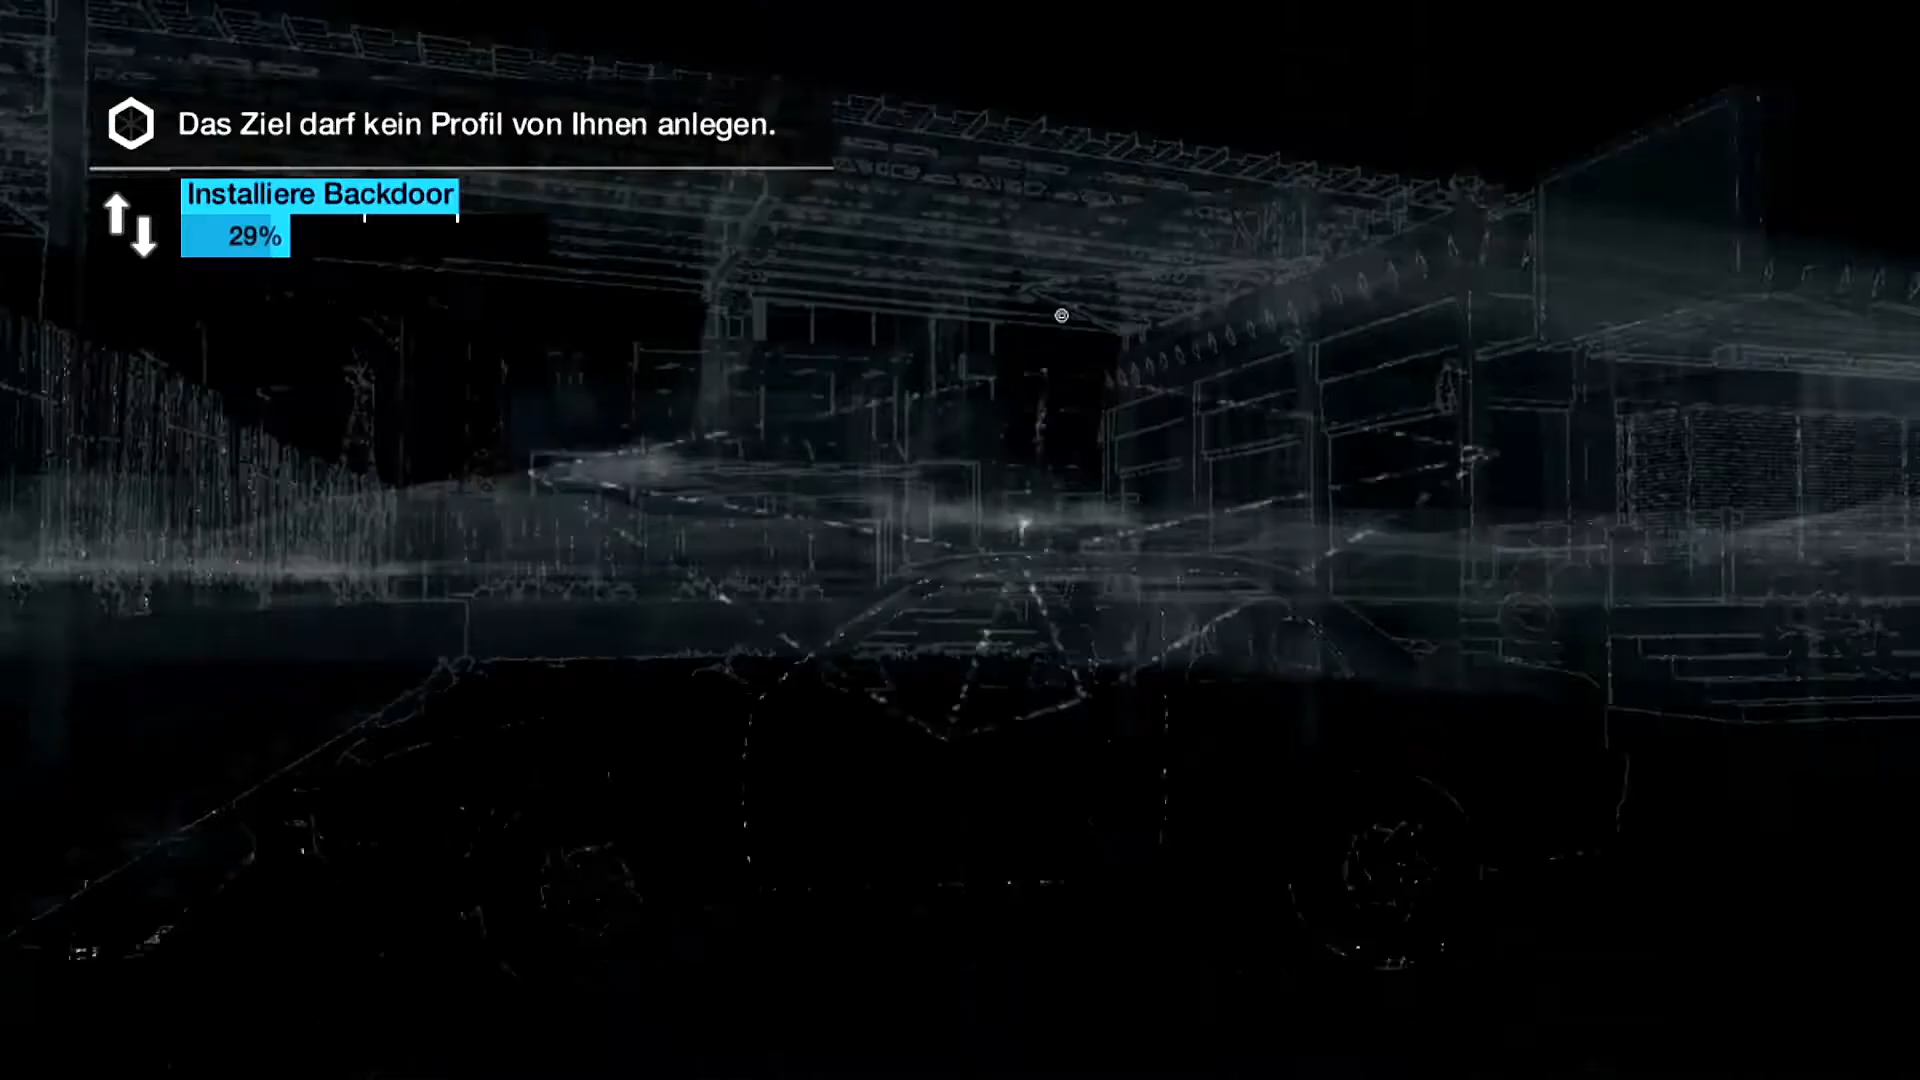 Das Ziel darf kein Profil von Ihnen anlegen.
Installiere Backdoor
29%